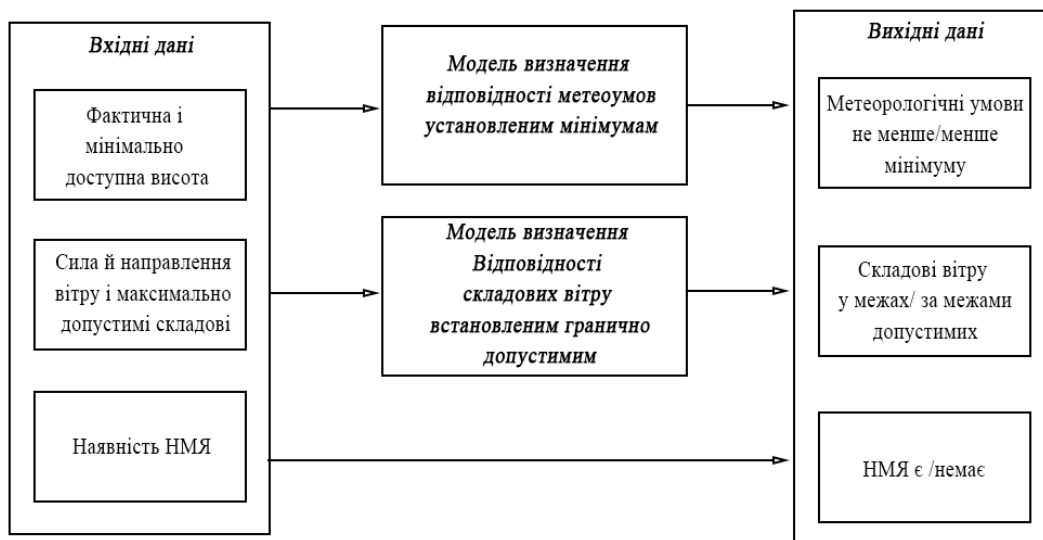 Вхідні дані
Фактична і
мінімально
доступна висота
Сила й направлення
вітру і максимально
допустимі складові
Наявність НМЯ
Модель визначення
відповідності метеоумов
установленим мінімумам
Модель визначення
Відповідності
складових вітру
встановленим гранично
допустимим
Вихідні дані
Метеорологічні умови
не менше/менше
мінімуму
Складові вітру
у межах/ за межами
допустимих
НМЯ є /немає